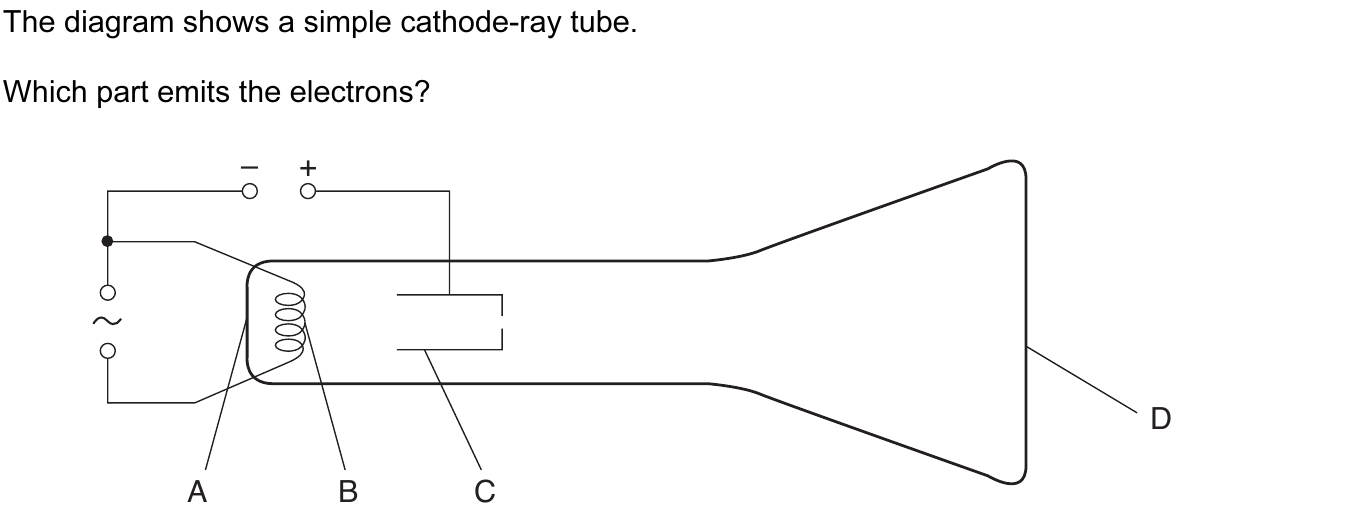 The diagram shows a simple cathode-ray tube.
Which part emits the electrons?
− +
~
A B C D